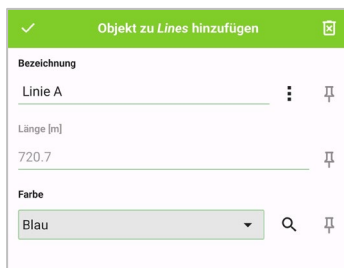 Objekt zu Lines hinzufügen
Bezeichnung
Linie A
Länge [m]
720.7
Farbe
Blau